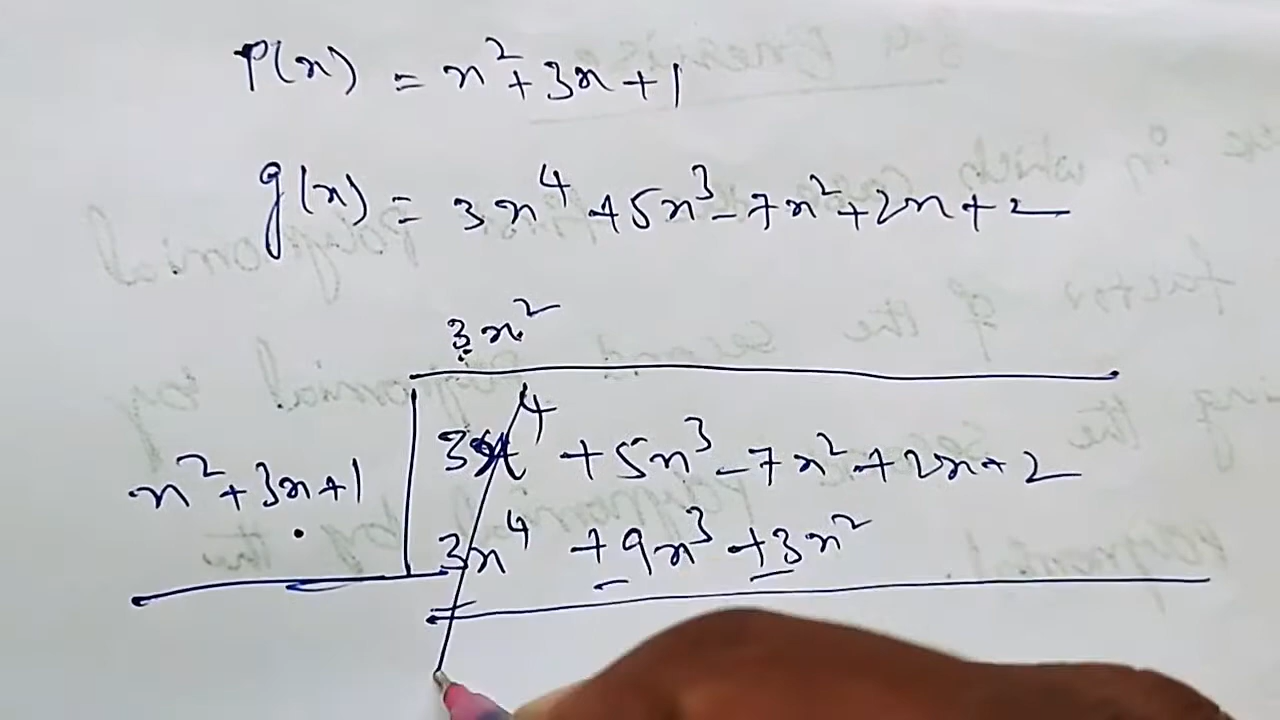 P(x) = x² + 3x + 1
g(x) = 3x⁴ + 5x³ - 7x² + 2x + 2
3x²
x² + 3x + 1
3x⁴ + 5x³ - 7x² + 2x + 2
3x⁴ + 9x³ + 3x²